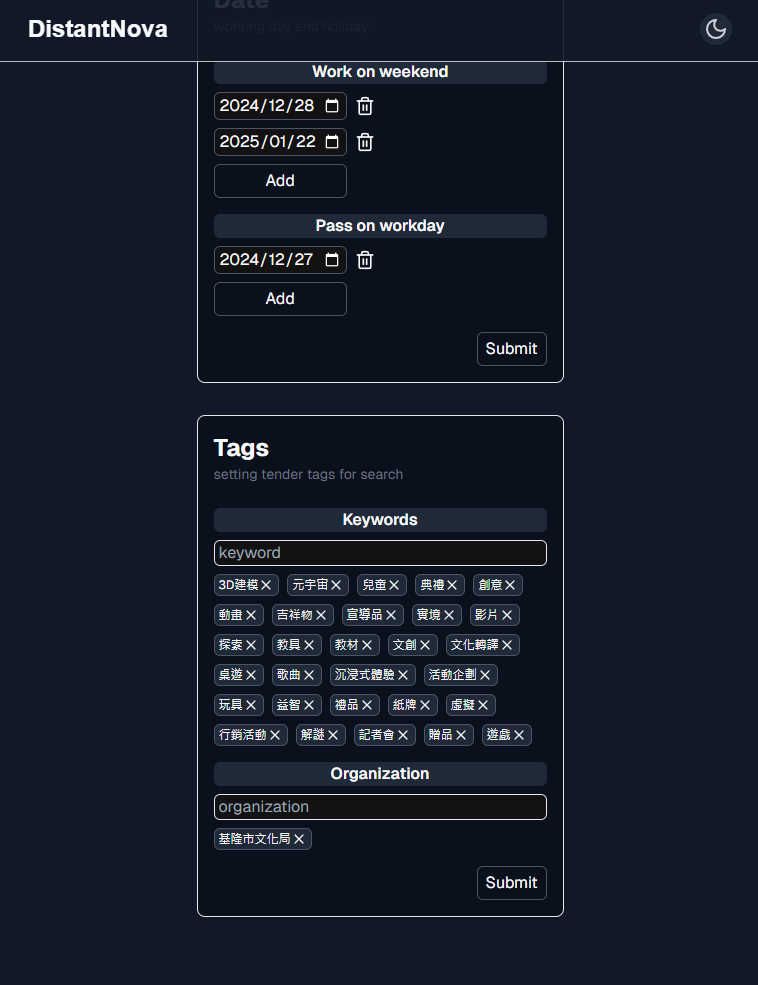 DistantNova
Date
working day and holiday
Work on weekend
2024/12/28
2025/01/22
Add
Pass on workday
2024/12/27
Add
Submit
Tags
setting tender tags for search
Keywords
keyword
3D建模 元宇宙 兒童 典禮 創意
動畫 吉祥物 宣導品 實境 影片
探索 教具 教材 文創 文化轉譯
桌遊 歌曲 沉浸式體驗 活動企劃
玩具 益智 禮品 紙牌 虛擬
行銷活動 解謎 記者會 贈品 遊戲
Organization
organization
基隆市文化局
Submit